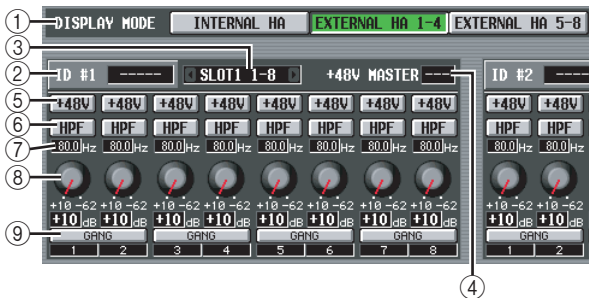 ① DISPLAY MODE INTERNAL HA EXTERNAL HA 1-4 EXTERNAL HA 5-8
③
② ID #1 ----- SLOT1 1-8 +48V MASTER --- ID #2 -----
⑤ +48V +48V +48V +48V +48V +48V +48V +48V +48V +48V
⑥ HPF HPF HPF HPF HPF HPF HPF HPF HPF HPF
⑦ 80.0 Hz 80.0 Hz 80.0 Hz 80.0 Hz 80.0 Hz 80.0 Hz 80.0 Hz 80.0 Hz 80.0 Hz 80.0 Hz
⑧
+10 -62 +10 -62 +10 -62 +10 -62 +10 -62 +10 -62 +10 -62 +10 -62 +10 -62 +10 -62
+10 dB +10 dB +10 dB +10 dB +10 dB +10 dB +10 dB +10 dB +10 dB +10 dB
⑨ GANG GANG GANG GANG GANG
1 2 3 4 5 6 7 8 1 2
④